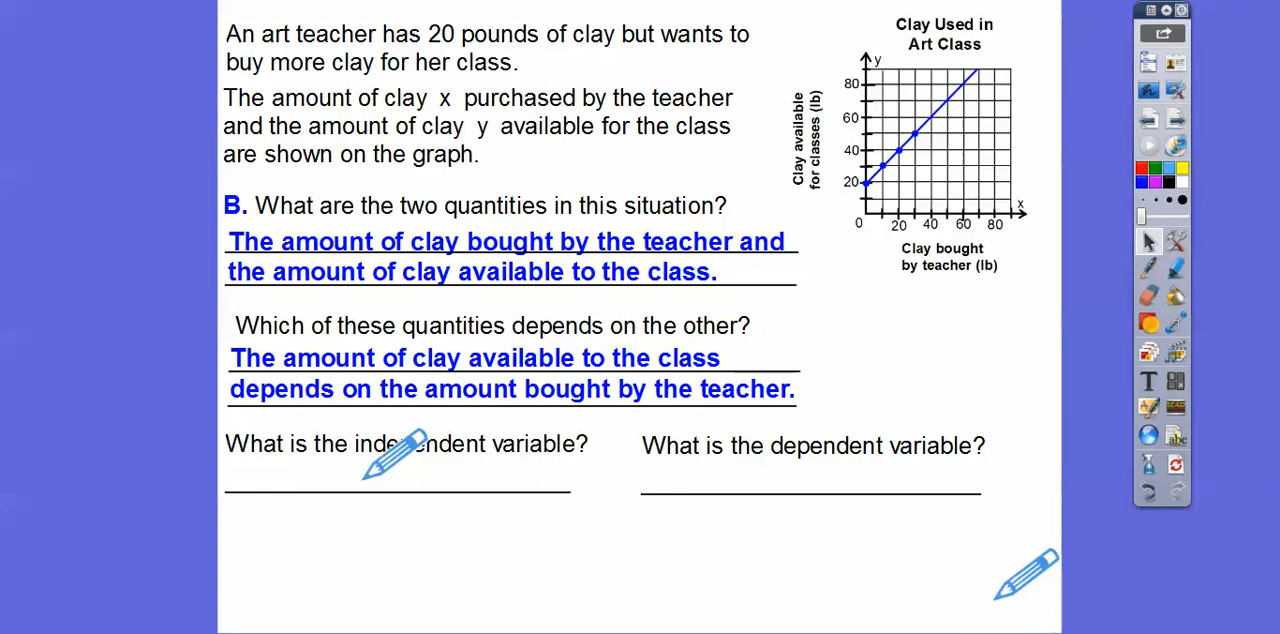 An art teacher has 20 pounds of clay but wants to
buy more clay for her class.
The amount of clay x purchased by the teacher
and the amount of clay y available for the class
are shown on the graph.
B. What are the two quantities in this situation?
The amount of clay bought by the teacher and
the amount of clay available to the class.
Which of these quantities depends on the other?
The amount of clay available to the class
depends on the amount bought by the teacher.
What is the independent variable?
What is the dependent variable?
Clay Used in
Art Class
y
80
60
40
20
0
20 40 60 80
x
Clay available
for classes (lb)
Clay bought
by teacher (lb)
T
abc